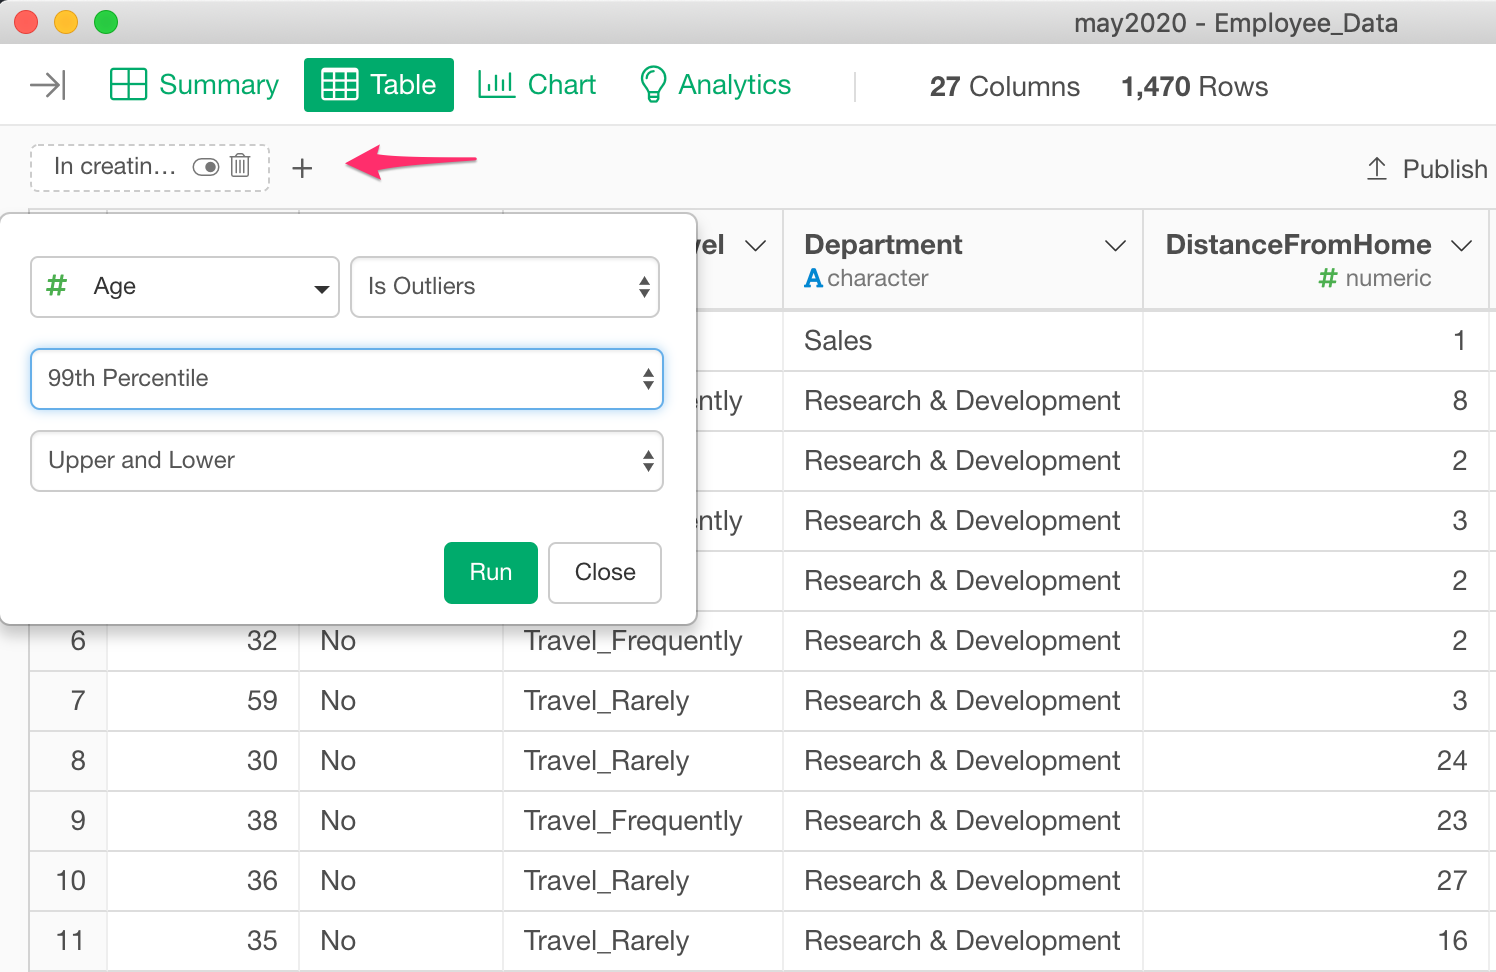 may2020 - Employee_Data
Summary Table Chart Analytics 27 Columns 1,470 Rows
In creatin... + Publish
# Age Is Outliers
99th Percentile
Upper and Lower
Run Close
vel Department DistanceFromHome
A character # numeric
Sales 1
ntly Research & Development 8
Research & Development 2
ntly Research & Development 3
Research & Development 2
6 32 No Travel_Frequently Research & Development 2
7 59 No Travel_Rarely Research & Development 3
8 30 No Travel_Rarely Research & Development 24
9 38 No Travel_Frequently Research & Development 23
10 36 No Travel_Rarely Research & Development 27
11 35 No Travel_Rarely Research & Development 16